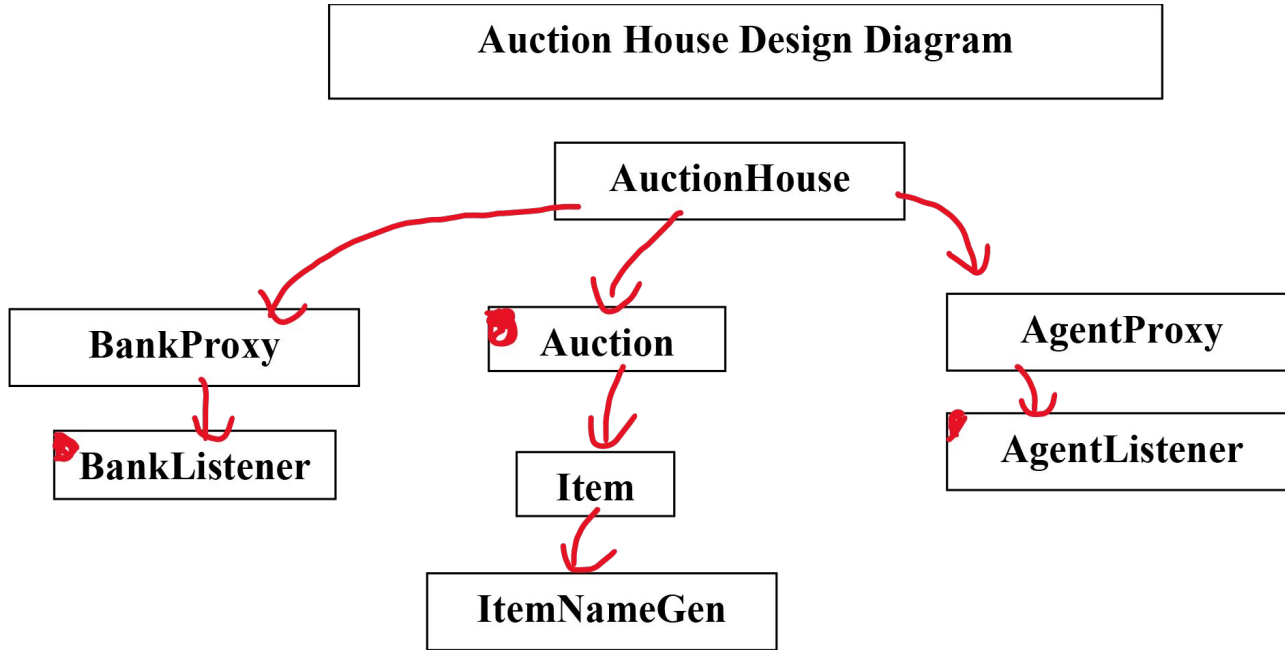 Auction House Design Diagram
AuctionHouse
BankProxy
Auction
AgentProxy
BankListener
Item
AgentListener
ItemNameGen